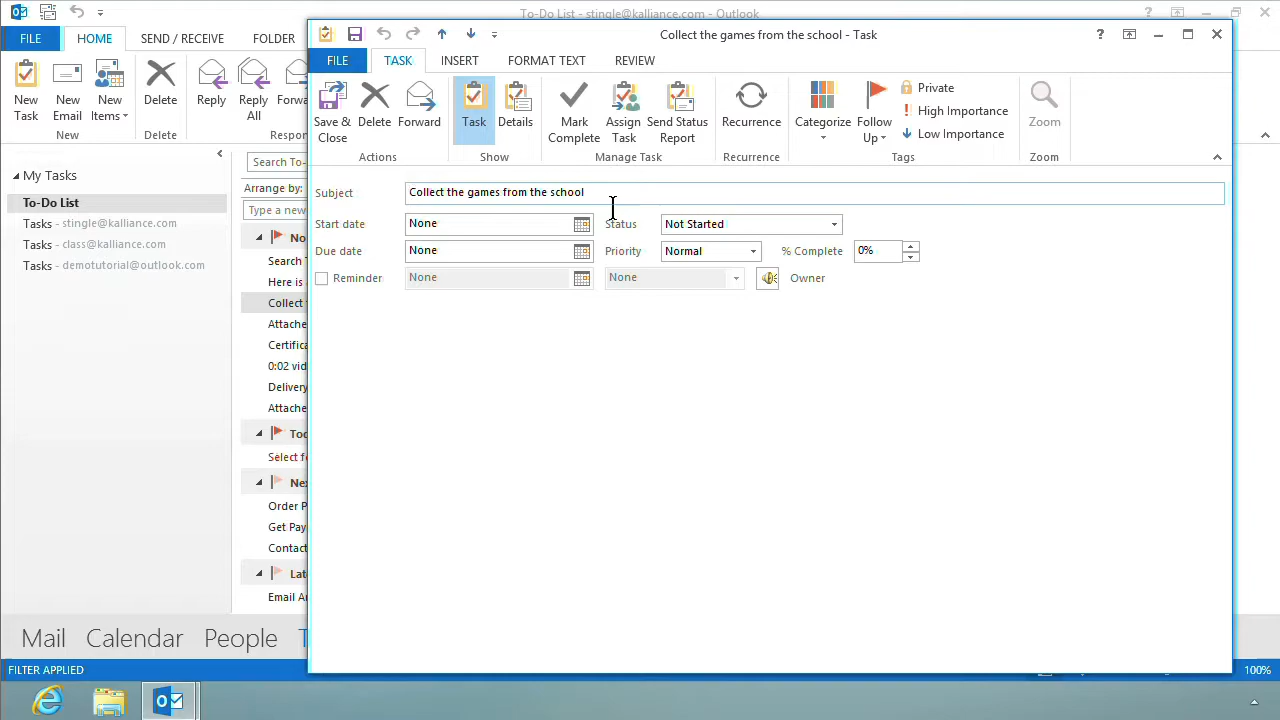 To-Do List - stingle@kalliance.com - Outlook
FILE
HOME
SEND / RECEIVE
FOLDER
New Task
New Email
New Items
Delete
Reply
Reply All
New
Delete
My Tasks
To-Do List
Tasks - stingle@kalliance.com
Tasks - class@kalliance.com
Tasks - demotutorial@outlook.com
Search To-
Arrange by:
Type a new
Search
Here is
Collect
Attache
0:02
Delivery
Attache
Select
Order
Contact
Email
Mail Calendar People
FILTER APPLIED
100%
Collect the games from the school - Task
?
FILE
TASK
INSERT
FORMAT TEXT
REVIEW
Save & Close
Delete
Forward
Task
Details
Mark Complete
Assign Task
Send Status Report
Recurrence
Categorize
Follow Up
Private
High Importance
Low Importance
Zoom
Actions
Show
Manage Task
Recurrence
Tags
Zoom
Subject
Collect the games from the school
Start date
None
Status
Not Started
Due date
None
Priority
Normal
% Complete
0%
Reminder
None
None
Owner